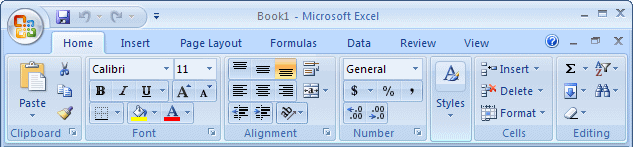 Book1 - Microsoft Excel
Home Insert Page Layout Formulas Data Review View
Calibri 11 General Insert
Paste B I U A A $ % , Styles Delete Σ A Z
A .0 .00 .00 .0 Format
Clipboard Font Alignment Number Cells Editing